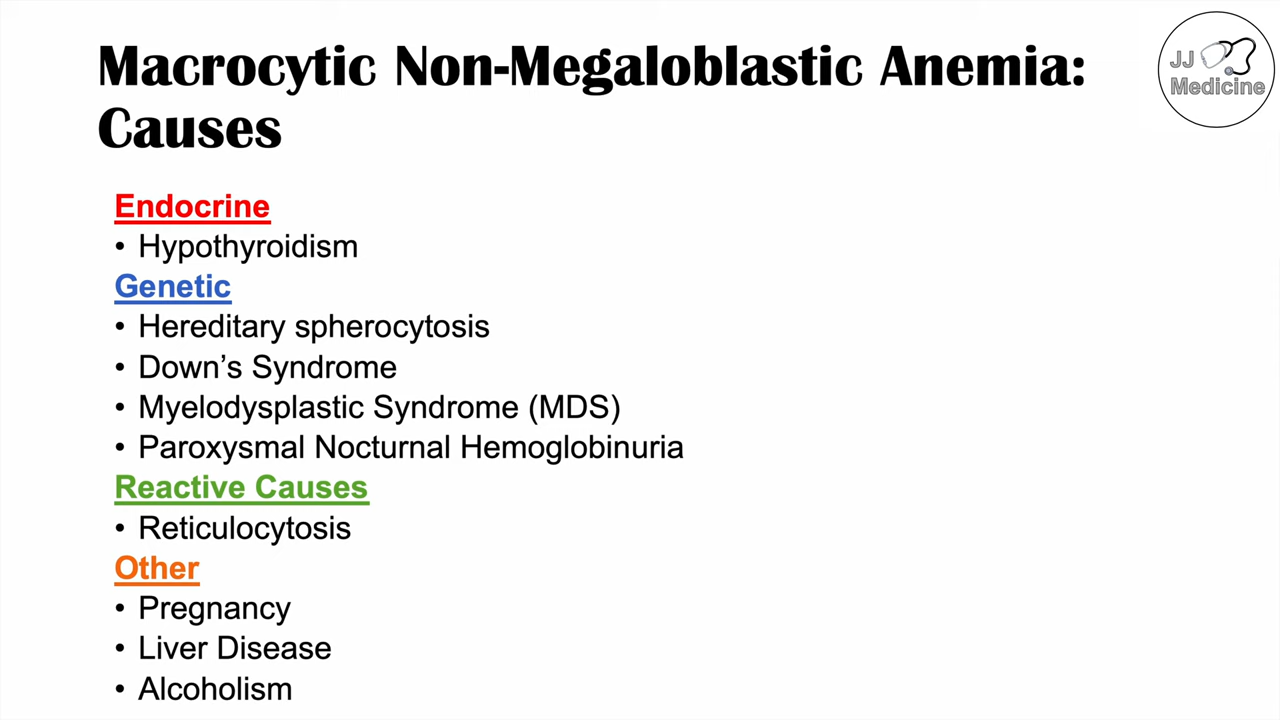 Macrocytic Non-Megaloblastic Anemia:
Causes
JJ
Medicine
Endocrine
• Hypothyroidism
Genetic
• Hereditary spherocytosis
• Down’s Syndrome
• Myelodysplastic Syndrome (MDS)
• Paroxysmal Nocturnal Hemoglobinuria
Reactive Causes
• Reticulocytosis
Other
• Pregnancy
• Liver Disease
• Alcoholism